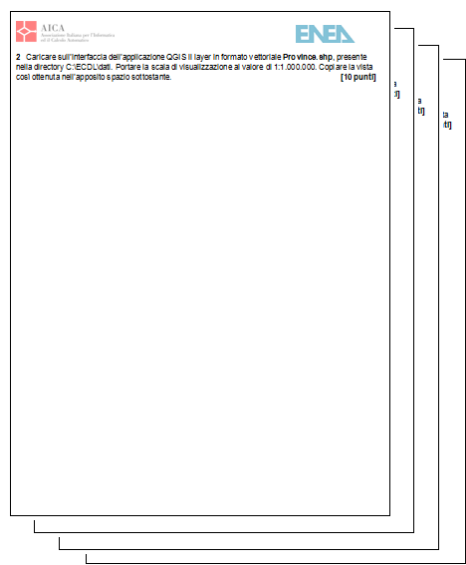 AICA
Associazione Italiana per l'Informatica
ed il Calcolo Automatico
ENEA
2 Caricare sull'interfaccia dell'applicazione QGIS il layer in formato vettoriale Province.shp, presente
nella directory C:\ECDL\dati. Portare la scala di visualizzazione al valore di 1:1.000.000. Copiare la vista
così ottenuta nell'apposito spazio sottostante. [10 punti]
ta
ti]